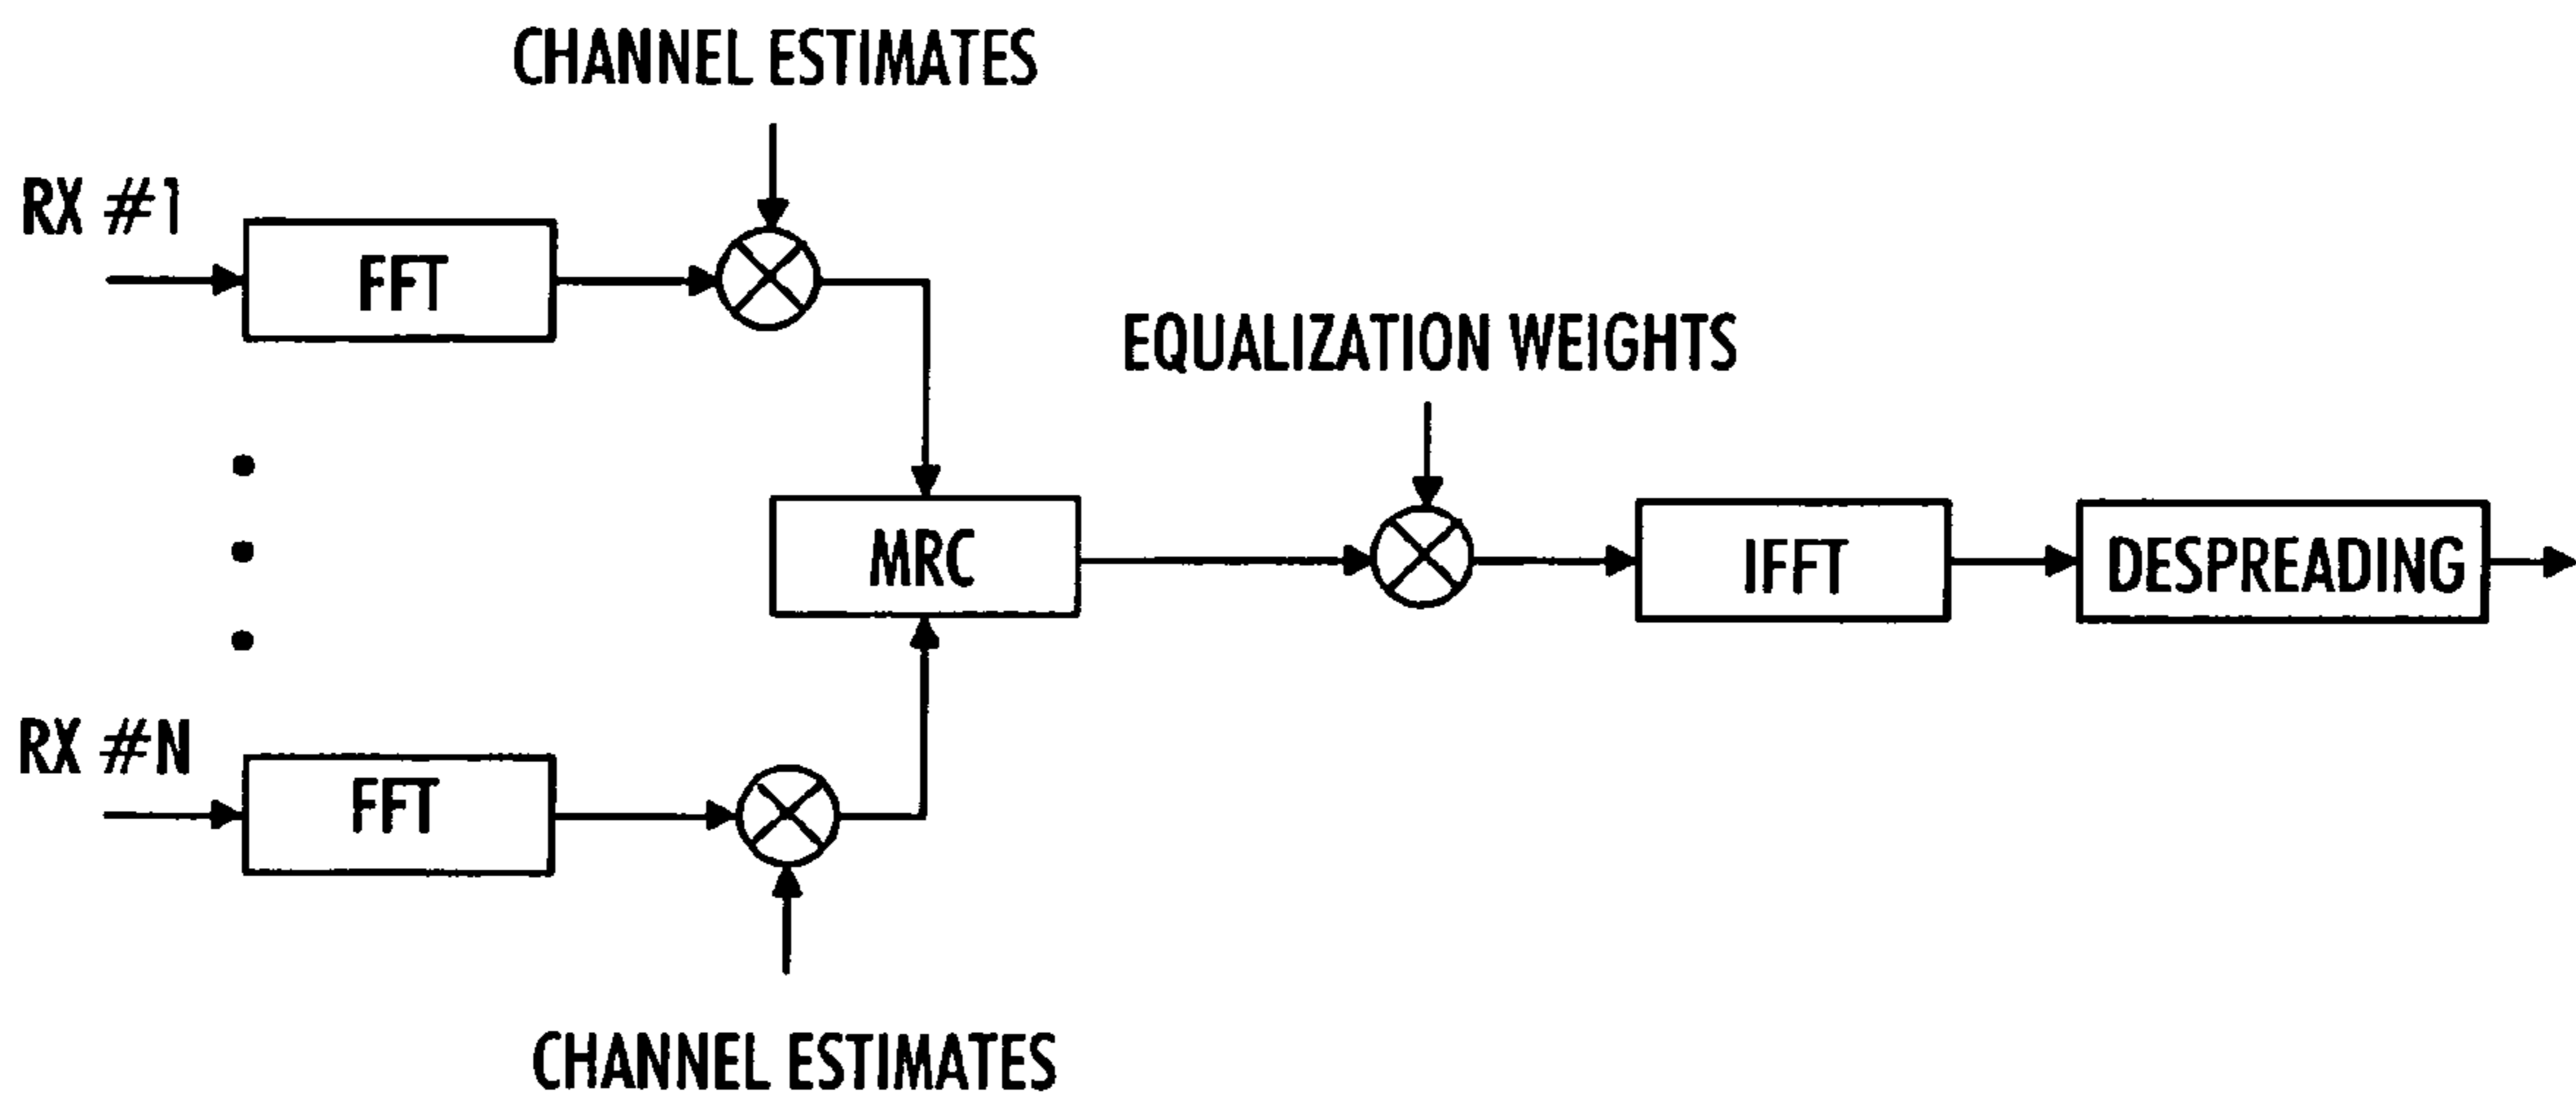 CHANNEL ESTIMATES
RX #1
FFT
EQUALIZATION WEIGHTS
MRC
IFFT
DESPREADING
RX #N
FFT
CHANNEL ESTIMATES